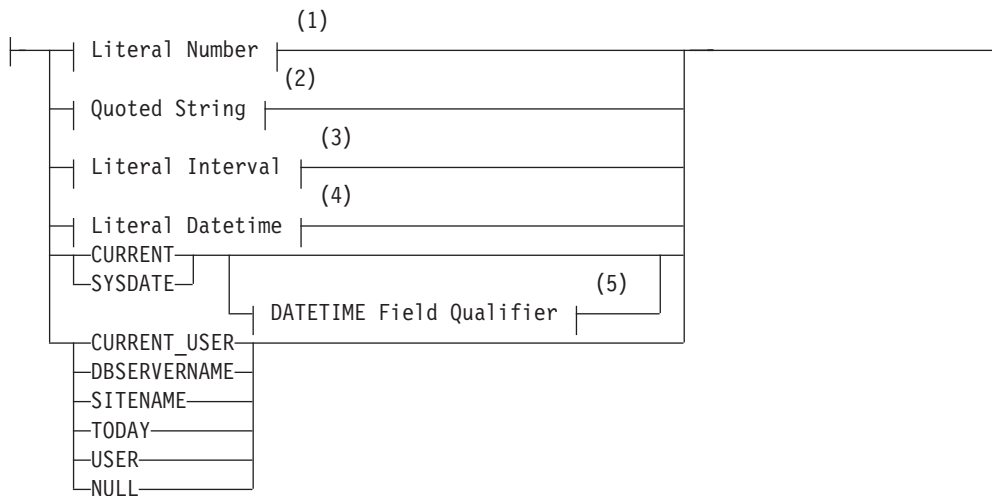 (1)
Literal Number
(2)
Quoted String
(3)
Literal Interval
(4)
Literal Datetime
CURRENT
SYSDATE
(5)
DATETIME Field Qualifier
CURRENT_USER
DBSERVERNAME
SITENAME
TODAY
USER
NULL